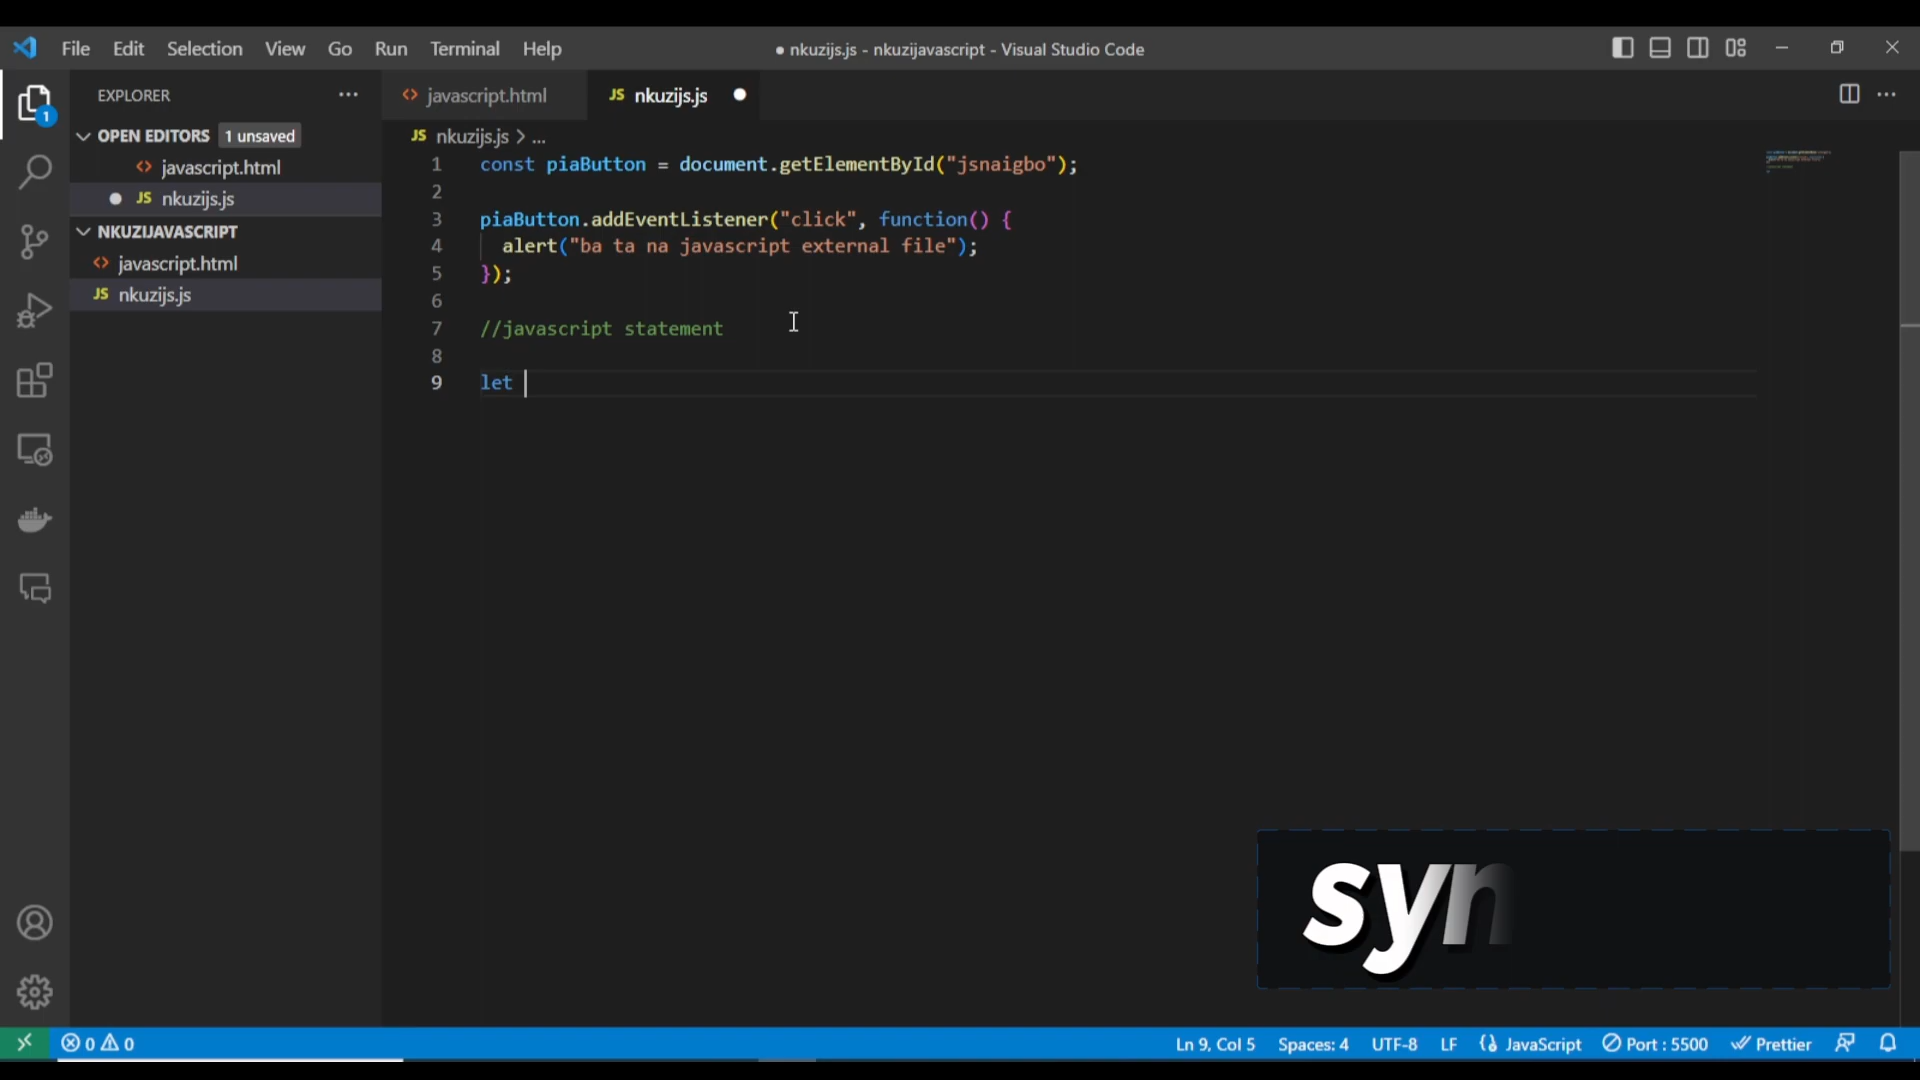 File Edit Selection View Go Run Terminal Help
● nkuzijs.js - nkuzijavascript - Visual Studio Code
EXPLORER ···
javascript.html
JS nkuzijs.js ●
1
OPEN EDITORS 1 unsaved
javascript.html
● JS nkuzijs.js
NKUZIJAVASCRIPT
javascript.html
JS nkuzijs.js
JS nkuzijs.js > ...
1 const piaButton = document.getElementById("jsnaigbo");
2
3 piaButton.addEventListener("click", function() {
4 alert("ba ta na javascript external file");
5 });
6
7 //javascript statement
8
9 let
syn
0 0
Ln 9, Col 5 Spaces: 4 UTF-8 LF JavaScript Port : 5500 Prettier